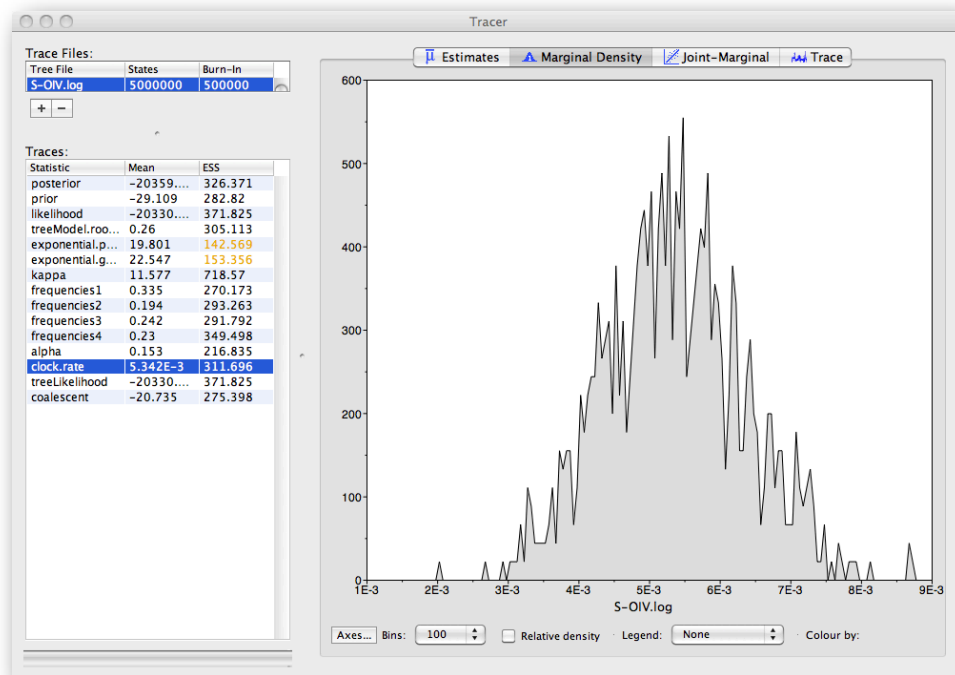 Tracer
Trace Files:
Tree File States Burn-In
S-OIV.log 5000000 500000
+ −
Traces:
Statistic Mean ESS
posterior -20359.... 326.371
prior -29.109 282.82
likelihood -20330.... 371.825
treeModel.roo... 0.26 305.113
exponential.p... 19.801 142.569
exponential.g... 22.547 153.356
kappa 11.577 718.57
frequencies1 0.335 270.173
frequencies2 0.194 293.263
frequencies3 0.242 291.792
frequencies4 0.23 349.498
alpha 0.153 216.835
clock.rate 5.342E-3 311.696
treeLikelihood -20330.... 371.825
coalescent -20.735 275.398
Estimates Marginal Density Joint-Marginal Trace
600
500
400
300
200
100
0
1E-3 2E-3 3E-3 4E-3 5E-3 6E-3 7E-3 8E-3 9E-3
S-OIV.log
Axes... Bins: 100 Relative density Legend: None Colour by: